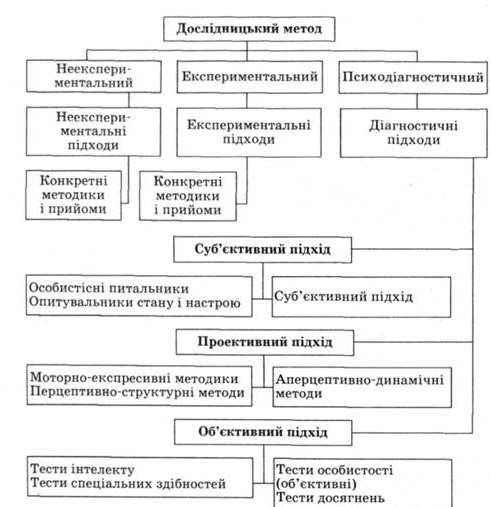 Дослідницький метод
Неекспери-
ментальний
Експериментальний
Психодіагностичний
Неекспери-
ментальні
підходи
Експериментальні
підходи
Діагностичні
підходи
Конкретні
методики
і прийоми
Конкретні
методики
і прийоми
Суб’єктивний підхід
Особистісні питальники
Опитувальники стану і настрою
Суб’єктивний підхід
Проективний підхід
Моторно-експресивні методики
Перцептивно-структурні методи
Аперцептивно-динамічні
методи
Об’єктивний підхід
Тести інтелекту
Тести спеціальних здібностей
Тести особистості
(об’єктивні)
Тести досягнень